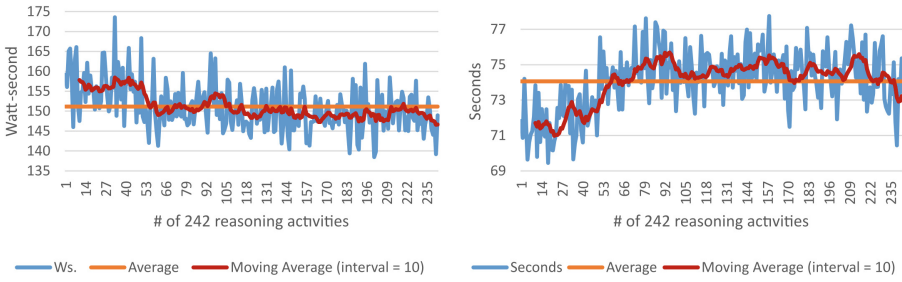 175
170
165
160
155
150
145
140
135
Watt-second
1 14 27 40 53 66 79 92 105 118 131 144 157 170 183 196 209 222 235
# of 242 reasoning activities
Ws. Average Moving Average (interval = 10)
77
75
73
71
69
Seconds
1 14 27 40 53 66 79 92 105 118 131 144 157 170 183 196 209 222 235
# of 242 reasoning activities
Seconds Average Moving Average (interval = 10)